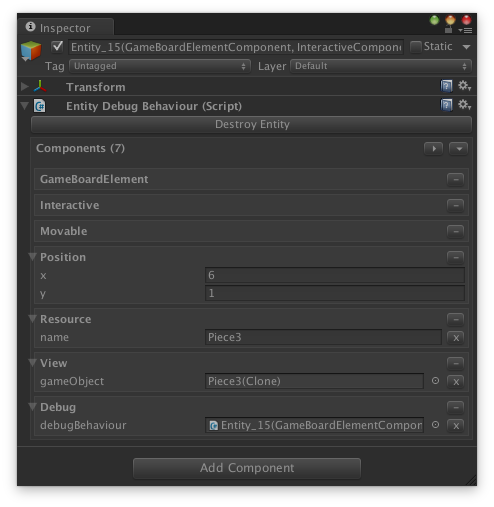 Inspector
Entity_15(GameBoardElementComponent, InteractiveCompone
Static
Tag Untagged Layer Default
Transform
Entity Debug Behaviour (Script)
Destroy Entity
Components (7)
GameBoardElement
Interactive
Movable
Position
x 6
y 1
Resource
name Piece3 x
View
gameObject Piece3(Clone) x
Debug
debugBehaviour Entity_15(GameBoardElementCompor x
Add Component